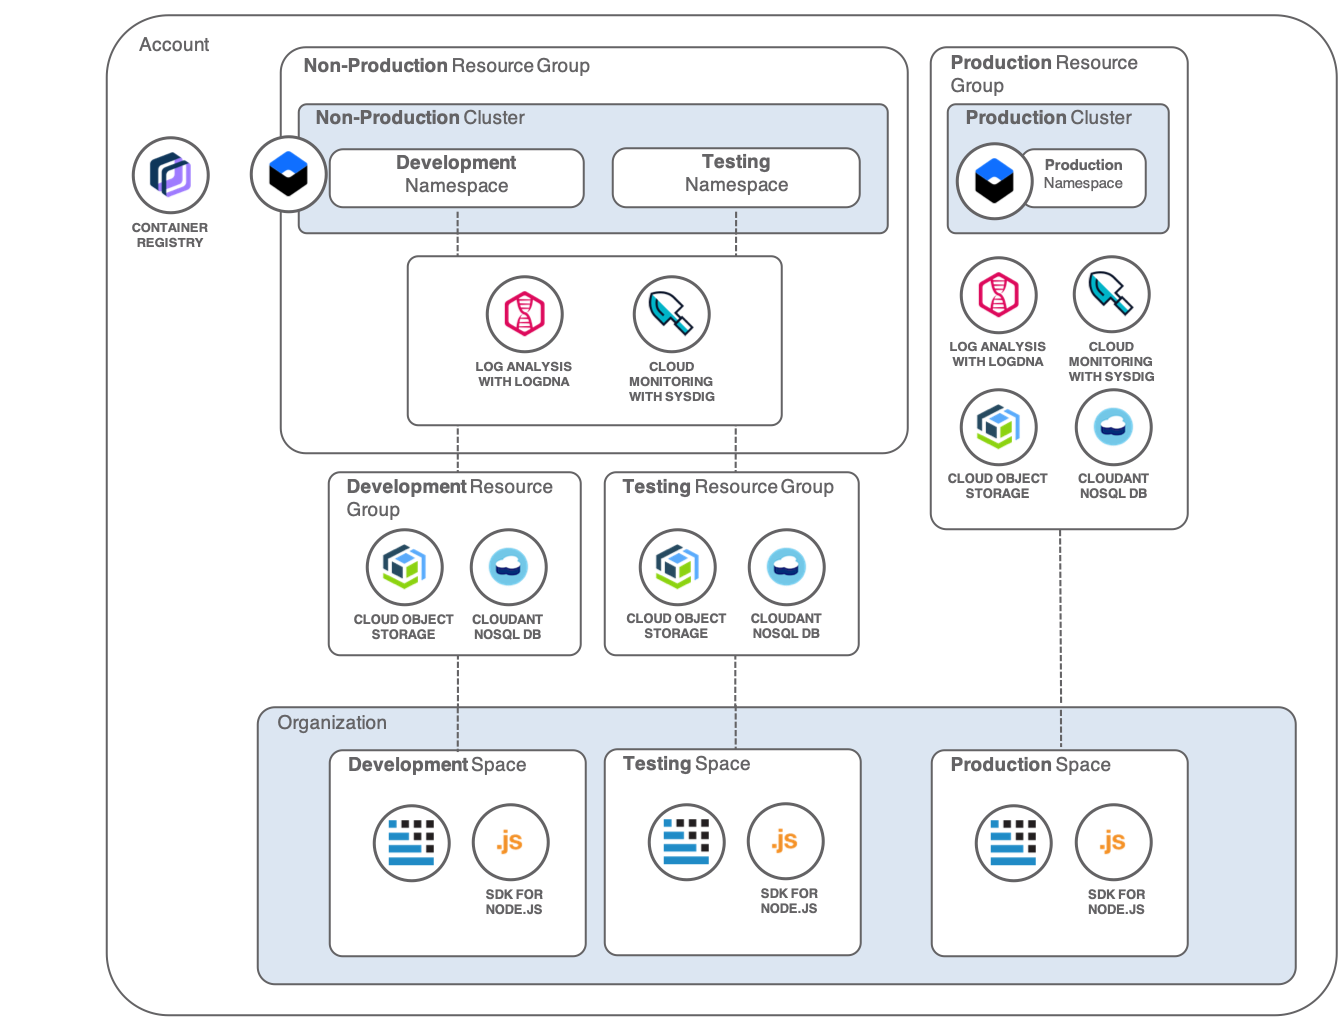 Account
CONTAINER
REGISTRY
Non-Production Resource Group
Non-Production Cluster
Development
Namespace
Testing
Namespace
LOG ANALYSIS
WITH LOGDNA
CLOUD
MONITORING
WITH SYSDIG
Production Resource
Group
Production Cluster
Production
Namespace
LOG ANALYSIS
WITH LOGDNA
CLOUD
MONITORING
WITH SYSDIG
CLOUD OBJECT
STORAGE
CLOUDANT
NOSQL DB
Development Resource
Group
CLOUD OBJECT
STORAGE
CLOUDANT
NOSQL DB
Testing Resource Group
CLOUD OBJECT
STORAGE
CLOUDANT
NOSQL DB
Organization
Development Space
.js
SDK FOR
NODE.JS
Testing Space
.js
SDK FOR
NODE.JS
Production Space
.js
SDK FOR
NODE.JS